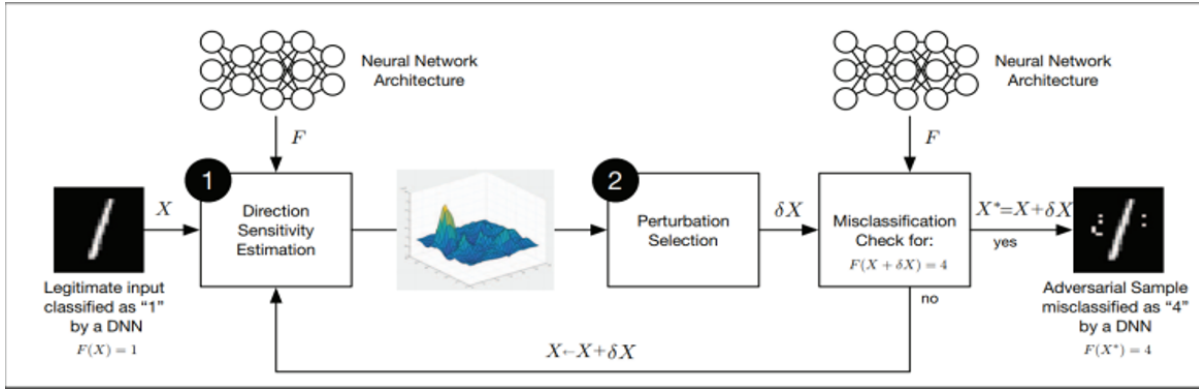 Neural Network
Architecture
F
Neural Network
Architecture
F
1
2
X
Direction
Sensitivity
Estimation
Perturbation
Selection
δX
Misclassification
Check for:
F(X + δX) = 4
X*=X+δX
yes
no
Legitimate input
classified as “1”
by a DNN
F(X) = 1
Adversarial Sample
misclassified as “4”
by a DNN
F(X*) = 4
X←X+δX